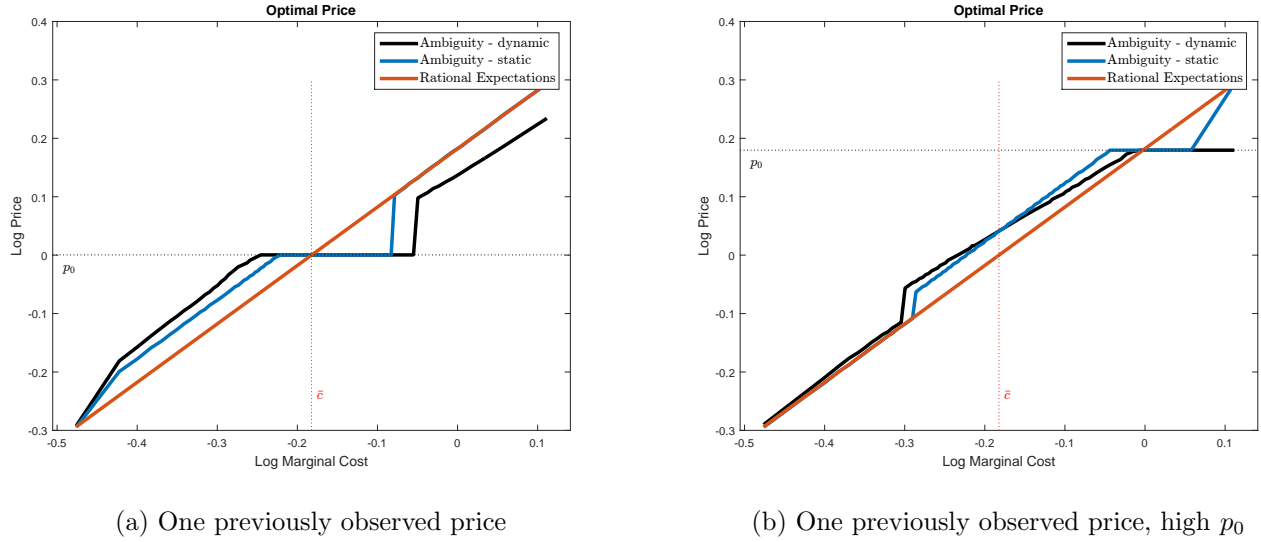 Optimal Price
0.4
0.3
0.2
0.1
0
-0.1
-0.2
-0.3
Log Price
Ambiguity - dynamic
Ambiguity - static
Rational Expectations
p₀
c̄
-0.5 -0.4 -0.3 -0.2 -0.1 0 0.1
Log Marginal Cost
(a) One previously observed price
Optimal Price
0.4
0.3
0.2
0.1
0
-0.1
-0.2
-0.3
Log Price
Ambiguity - dynamic
Ambiguity - static
Rational Expectations
p₀
c̄
-0.5 -0.4 -0.3 -0.2 -0.1 0 0.1
Log Marginal Cost
(b) One previously observed price, high p₀